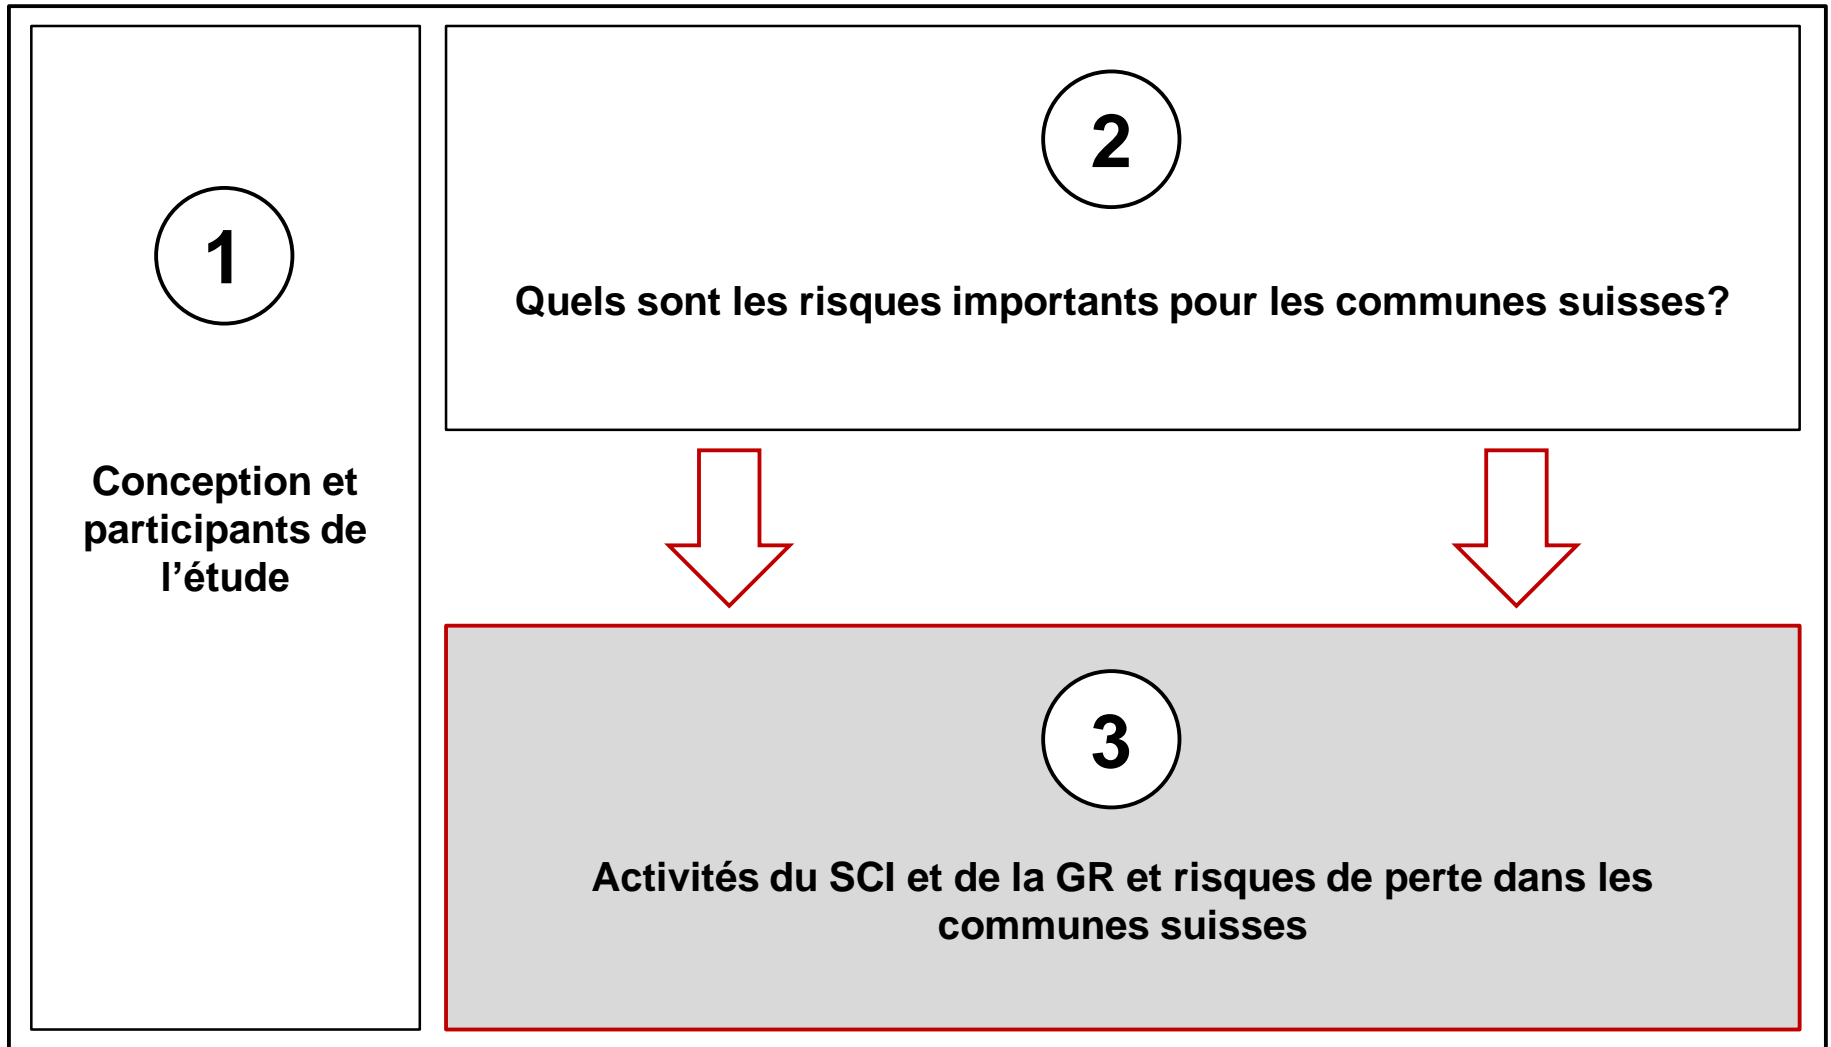 1
Conception et
participants de
l’étude
2
Quels sont les risques importants pour les communes suisses?
3
Activités du SCI et de la GR et risques de perte dans les
communes suisses